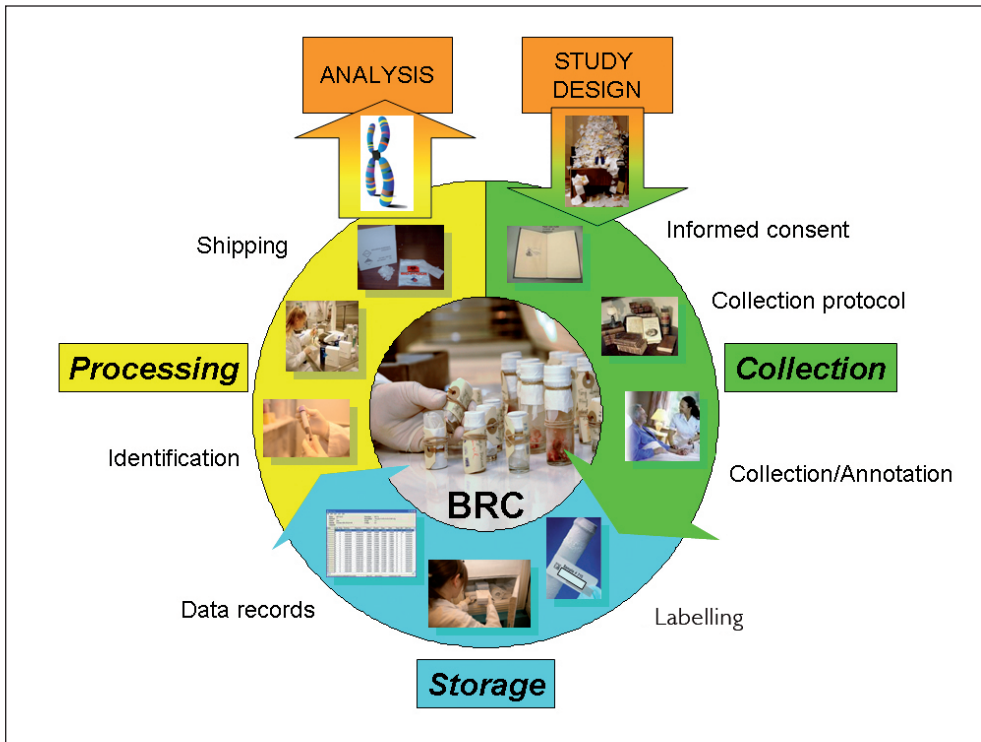 ANALYSIS
STUDY
DESIGN
Informed consent
Shipping
Collection protocol
Processing
Collection
Identification
Collection/Annotation
BRC
Data records
Labelling
Storage